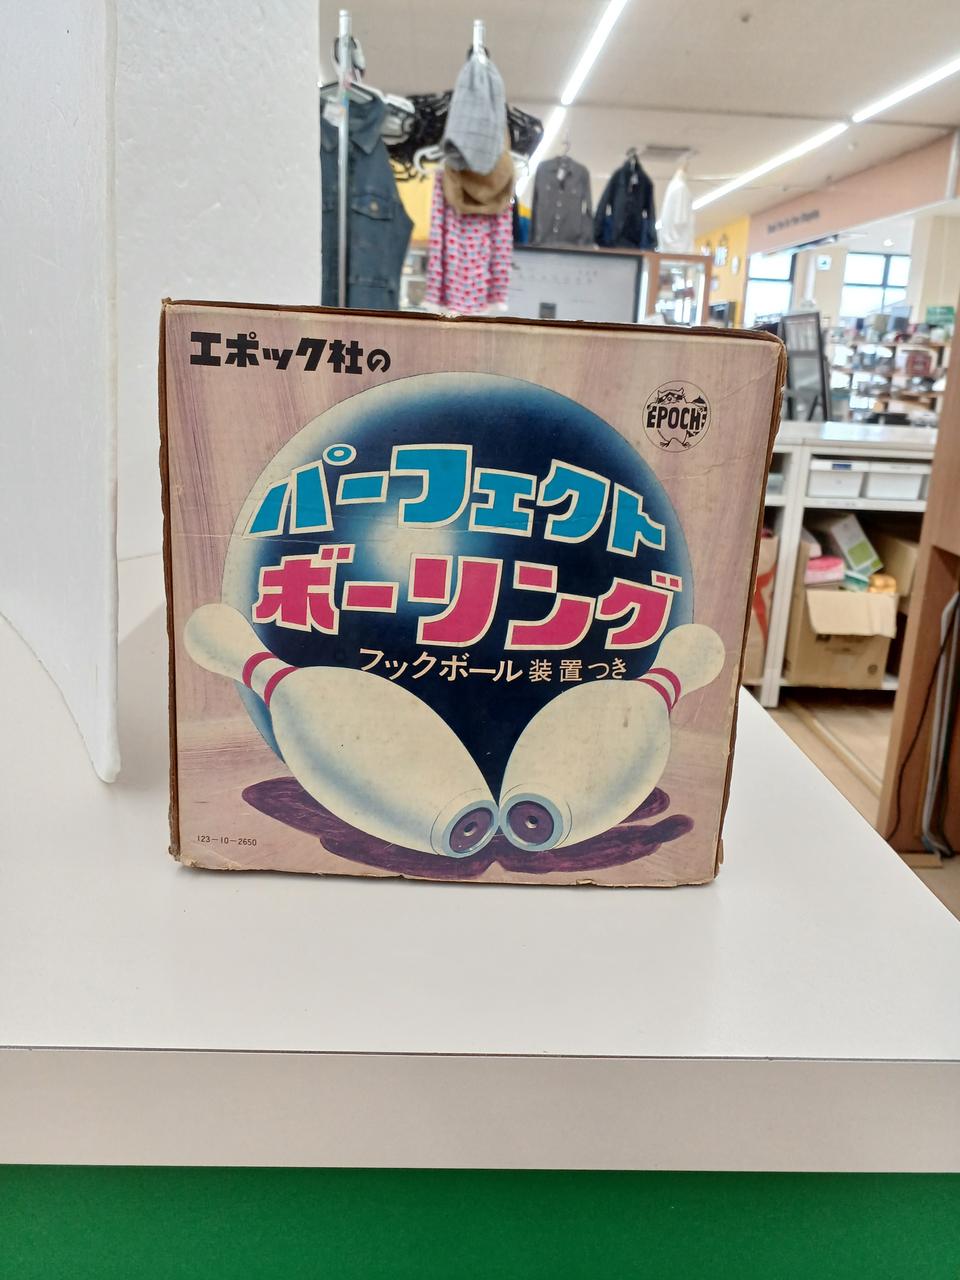 エポック社の
EPOCH
パーフェクト
ボーリング
フックボール装置つき
123-10-2650